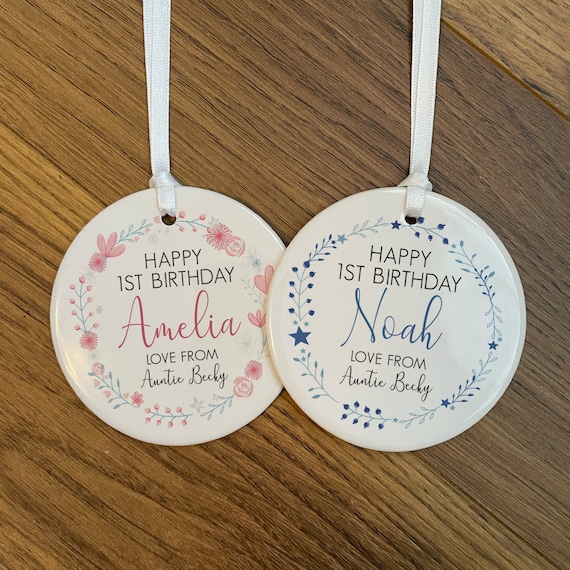 HAPPY
1ST BIRTHDAY
Amelia
LOVE FROM
Auntie Becky
HAPPY
1ST BIRTHDAY
Noah
LOVE FROM
Auntie Becky